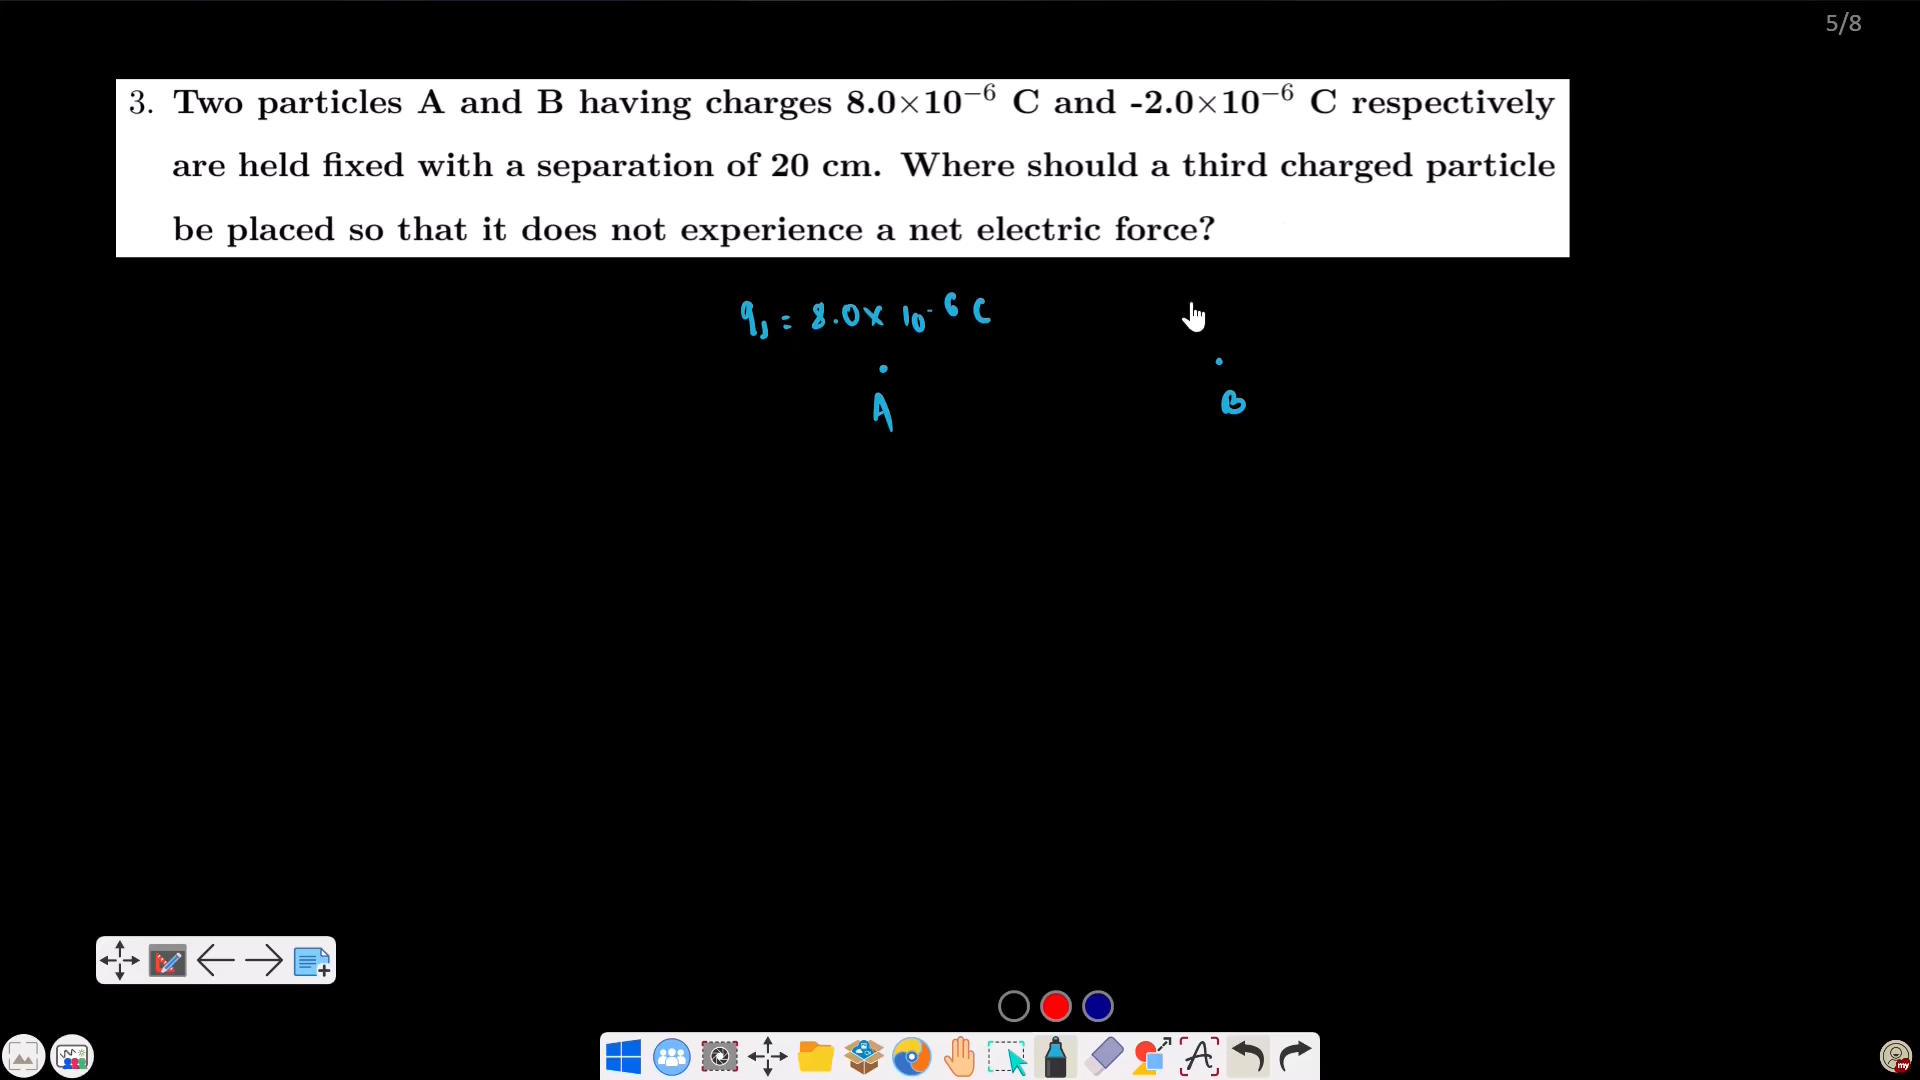 5/8
3. Two particles A and B having charges 8.0×10⁻⁶ C and -2.0×10⁻⁶ C respectively
are held fixed with a separation of 20 cm. Where should a third charged particle
be placed so that it does not experience a net electric force?
q₁ = 8.0 x 10⁻⁶ C
A B